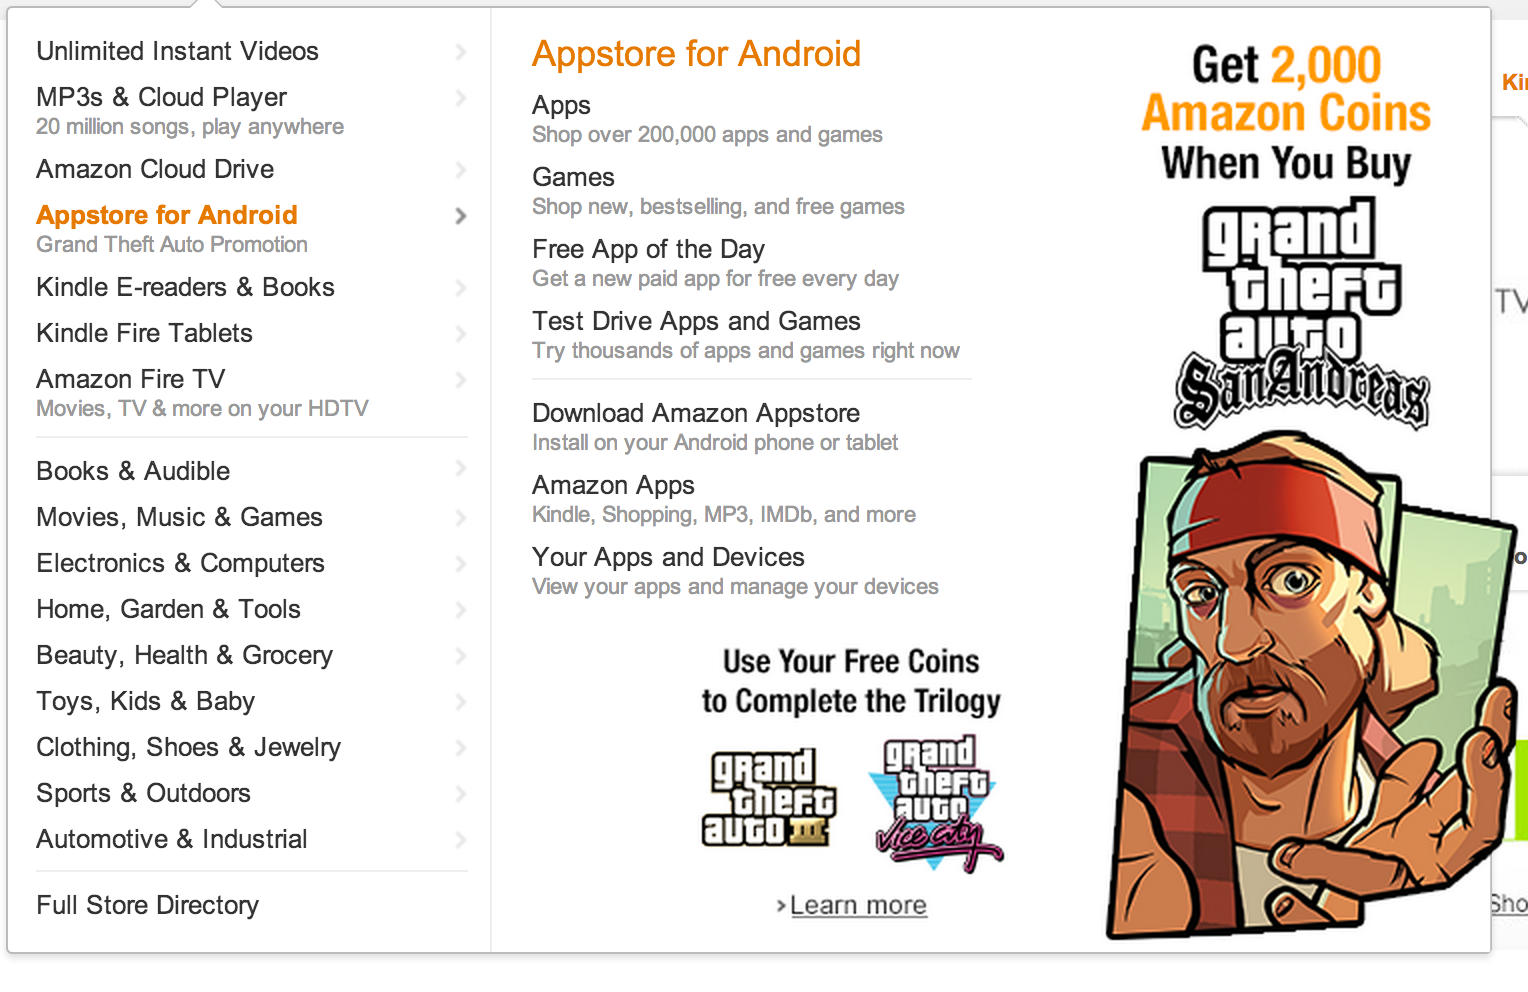 Unlimited Instant Videos
MP3s & Cloud Player
20 million songs, play anywhere
Amazon Cloud Drive
Appstore for Android
Grand Theft Auto Promotion
Kindle E-readers & Books
Kindle Fire Tablets
Amazon Fire TV
Movies, TV & more on your HDTV
Books & Audible
Movies, Music & Games
Electronics & Computers
Home, Garden & Tools
Beauty, Health & Grocery
Toys, Kids & Baby
Clothing, Shoes & Jewelry
Sports & Outdoors
Automotive & Industrial
Full Store Directory
Appstore for Android
Apps
Shop over 200,000 apps and games
Games
Shop new, bestselling, and free games
Free App of the Day
Get a new paid app for free every day
Test Drive Apps and Games
Try thousands of apps and games right now
Download Amazon Appstore
Install on your Android phone or tablet
Amazon Apps
Kindle, Shopping, MP3, IMDb, and more
Your Apps and Devices
View your apps and manage your devices
Use Your Free Coins
to Complete the Trilogy
grand
theft
auto III
grand
theft
auto
Vice City
Learn more
Get 2,000
Amazon Coins
When You Buy
grand
theft
auto
San Andreas
TV